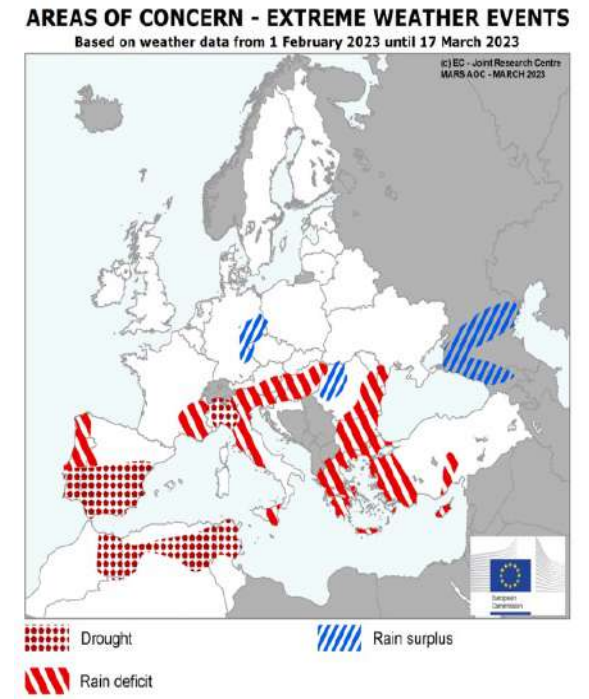 AREAS OF CONCERN - EXTREME WEATHER EVENTS
Based on weather data from 1 February 2023 until 17 March 2023
(c) EC - Joint Research Centre
MARS AOC - MARCH 2023
European
Commission
Drought
Rain surplus
Rain deficit